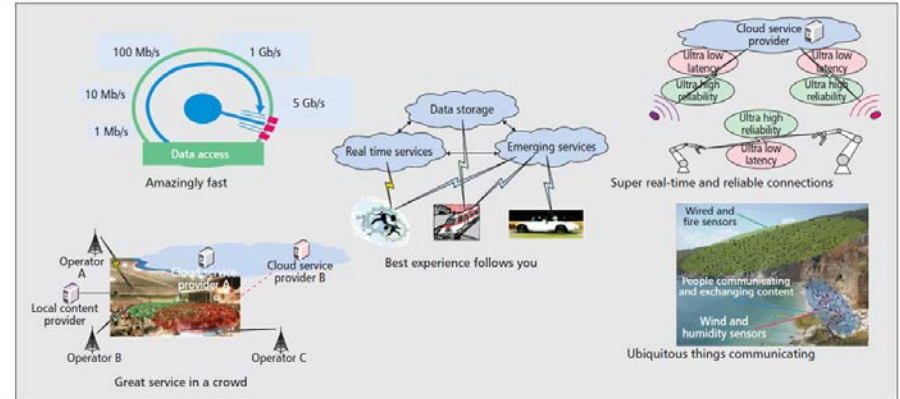 100 Mb/s
1 Gb/s
10 Mb/s
5 Gb/s
1 Mb/s
Data access
Amazingly fast
Data storage
Real time services
Emerging services
Best experience follows you
Cloud service
provider
Ultra low
latency
Ultra low
latency
Ultra high
reliability
Ultra high
reliability
Ultra high
reliability
Ultra low
latency
Super real-time and reliable connections
Operator
A
Cloud service
provider A
Cloud service
provider B
Local content
provider
Operator B
Operator C
Great service in a crowd
Wired and
fire sensors
People communicating
and exchanging content
Wind and
humidity sensors
Ubiquitous things communicating